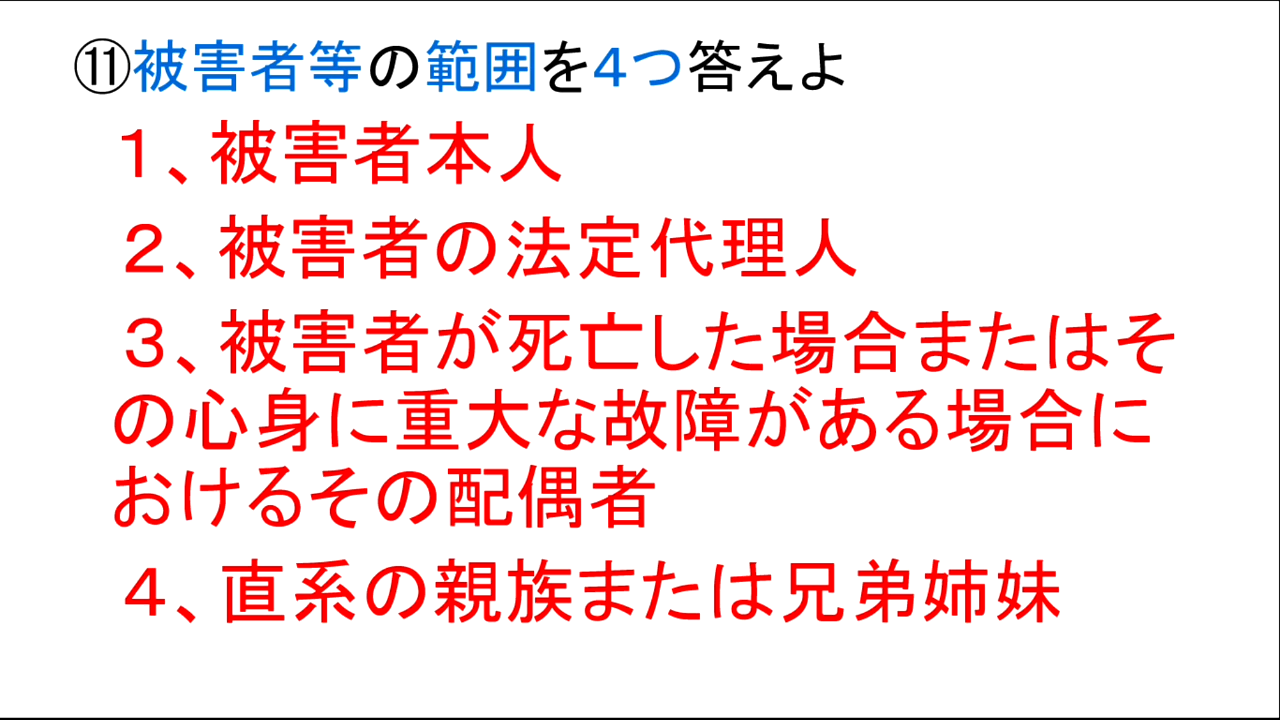 ⑪被害者等の範囲を4つ答えよ
1、被害者本人
2、被害者の法定代理人
3、被害者が死亡した場合またはそ
の心身に重大な故障がある場合に
おけるその配偶者
4、直系の親族または兄弟姉妹